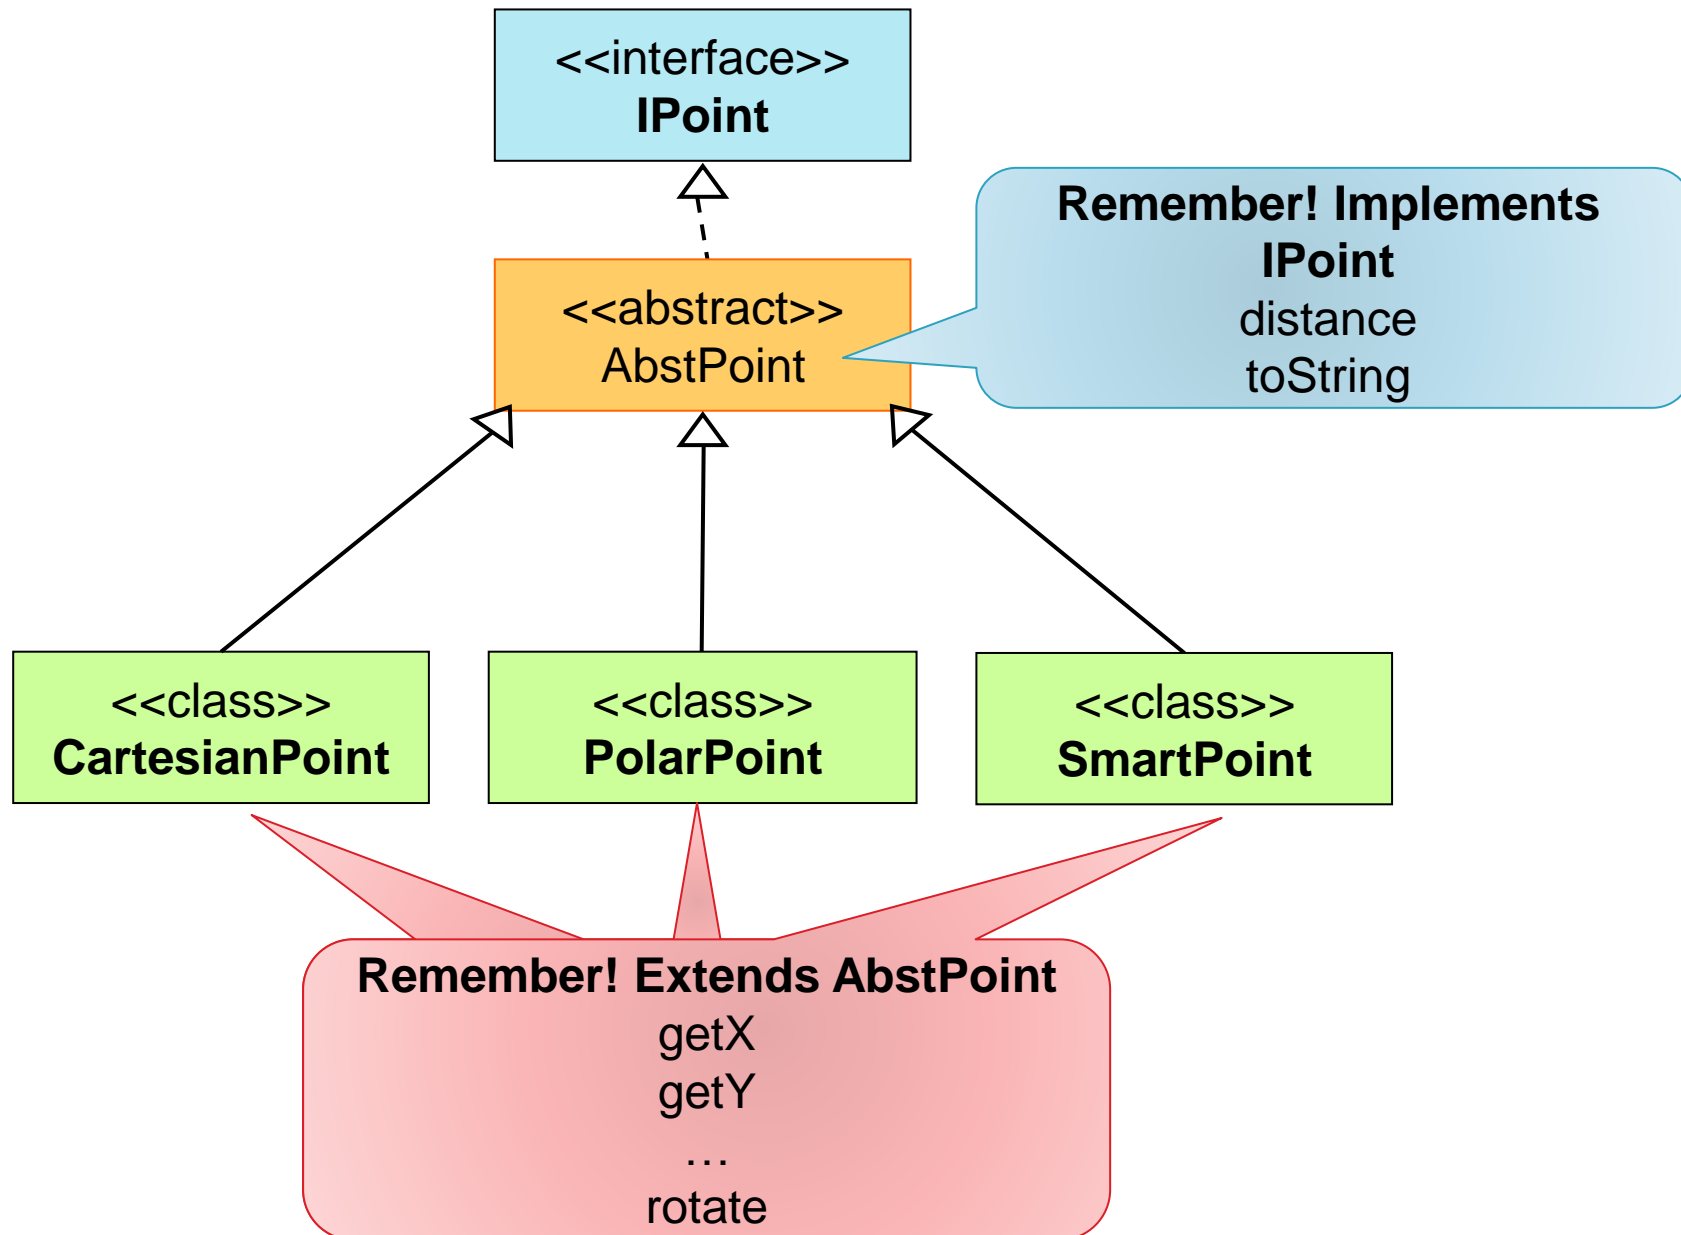 <<interface>>
IPoint
Remember! Implements
IPoint
distance
toString
<<abstract>>
AbstPoint
<<class>>
CartesianPoint
<<class>>
PolarPoint
<<class>>
SmartPoint
Remember! Extends AbstPoint
getX
getY
…
rotate